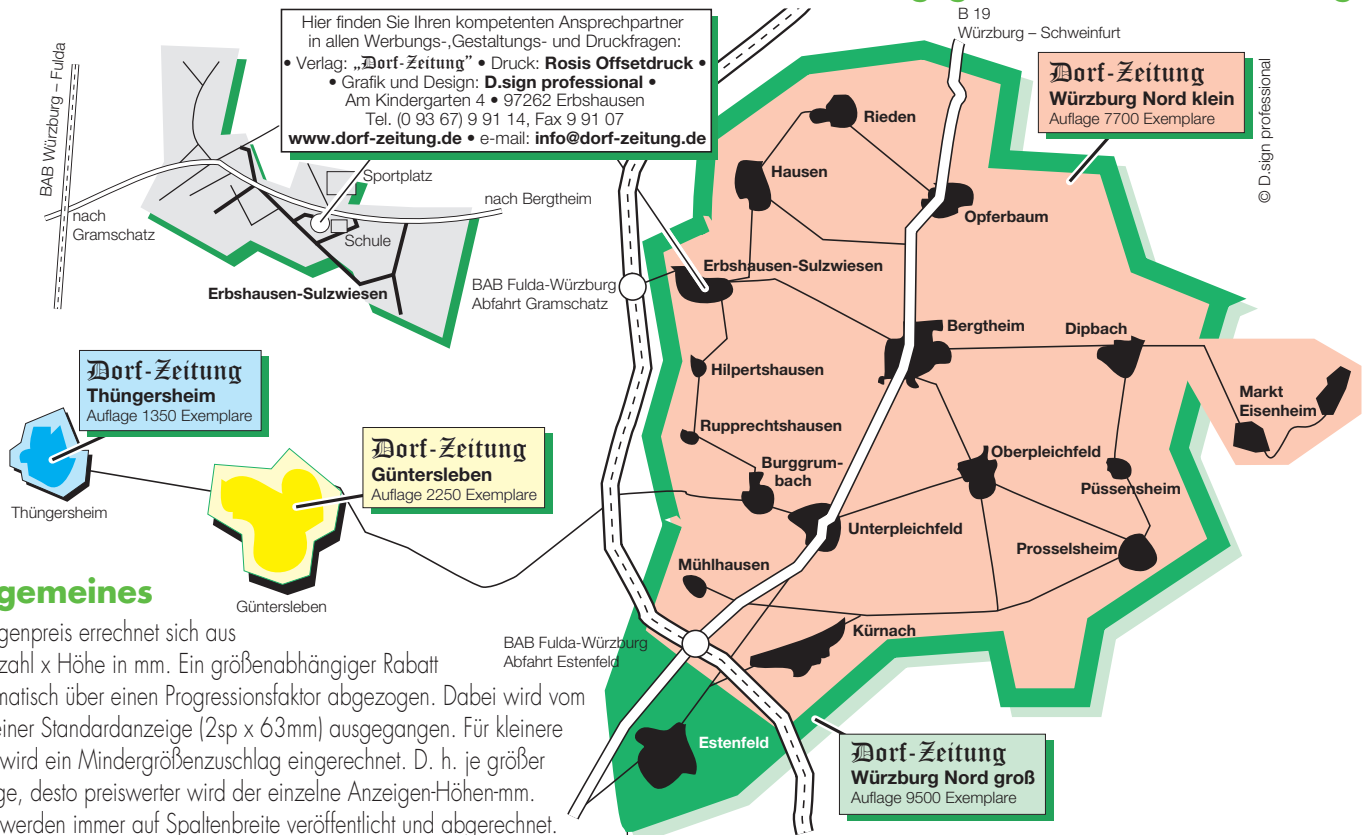 B 19
Würzburg – Schweinfurt
Hier finden Sie Ihren kompetenten Ansprechpartner
in allen Werbungs-,Gestaltungs- und Druckfragen:
• Verlag: „Dorf-Zeitung" • Druck: Rosis Offsetdruck •
• Grafik und Design: D.sign professional •
Am Kindergarten 4 • 97262 Erbshausen
Tel. (0 93 67) 9 91 14, Fax 9 91 07
www.dorf-zeitung.de • e-mail: info@dorf-zeitung.de
BAB Würzburg – Fulda
nach
Gramschatz
Sportplatz
nach Bergtheim
Schule
Erbshausen-Sulzwiesen
BAB Fulda-Würzburg
Abfahrt Gramschatz
Dorf-Zeitung
Würzburg Nord klein
Auflage 7700 Exemplare
© D.sign professional
Rieden
Hausen
Opferbaum
Erbshausen-Sulzwiesen
Bergtheim
Dipbach
Hilpertshausen
Markt
Eisenheim
Rupprechtshausen
Burggrum-
bach
Oberpleichfeld
Püssensheim
Unterpleichfeld
Prosselsheim
Mühlhausen
Kürnach
Estenfeld
Dorf-Zeitung
Thüngersheim
Auflage 1350 Exemplare
Thüngersheim
Dorf-Zeitung
Güntersleben
Auflage 2250 Exemplare
Güntersleben
BAB Fulda-Würzburg
Abfahrt Estenfeld
Dorf-Zeitung
Würzburg Nord groß
Auflage 9500 Exemplare
gemeines
genpreis errechnet sich aus
zahl x Höhe in mm. Ein größenabhängiger Rabatt
matisch über einen Progressionsfaktor abgezogen. Dabei wird vom
einer Standardanzeige (2sp x 63mm) ausgegangen. Für kleinere
wird ein Mindergrößenzuschlag eingerechnet. D. h. je größer
ge, desto preiswerter wird der einzelne Anzeigen-Höhen-mm.
werden immer auf Spaltenbreite veröffentlicht und abgerechnet.